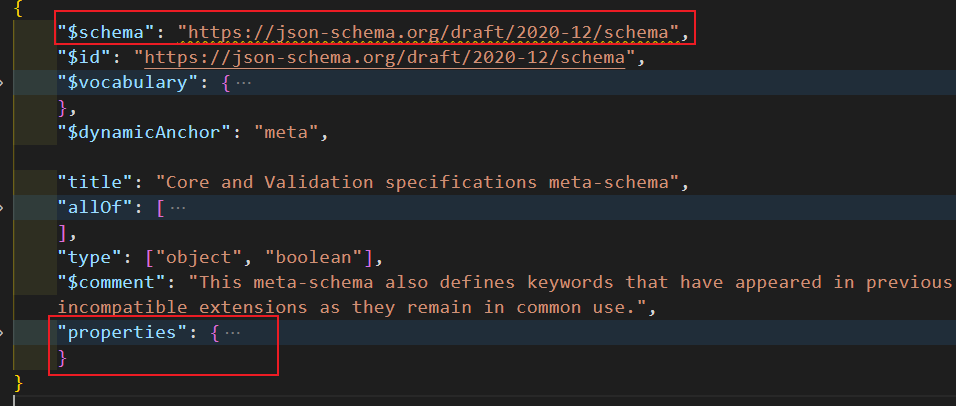 {
"$schema": "https://json-schema.org/draft/2020-12/schema",
"$id": "https://json-schema.org/draft/2020-12/schema",
"$vocabulary": { ···
},
"$dynamicAnchor": "meta",
"title": "Core and Validation specifications meta-schema",
"allOf": [ ···
],
"type": ["object", "boolean"],
"$comment": "This meta-schema also defines keywords that have appeared in previous
incompatible extensions as they remain in common use.",
"properties": { ···
}
}